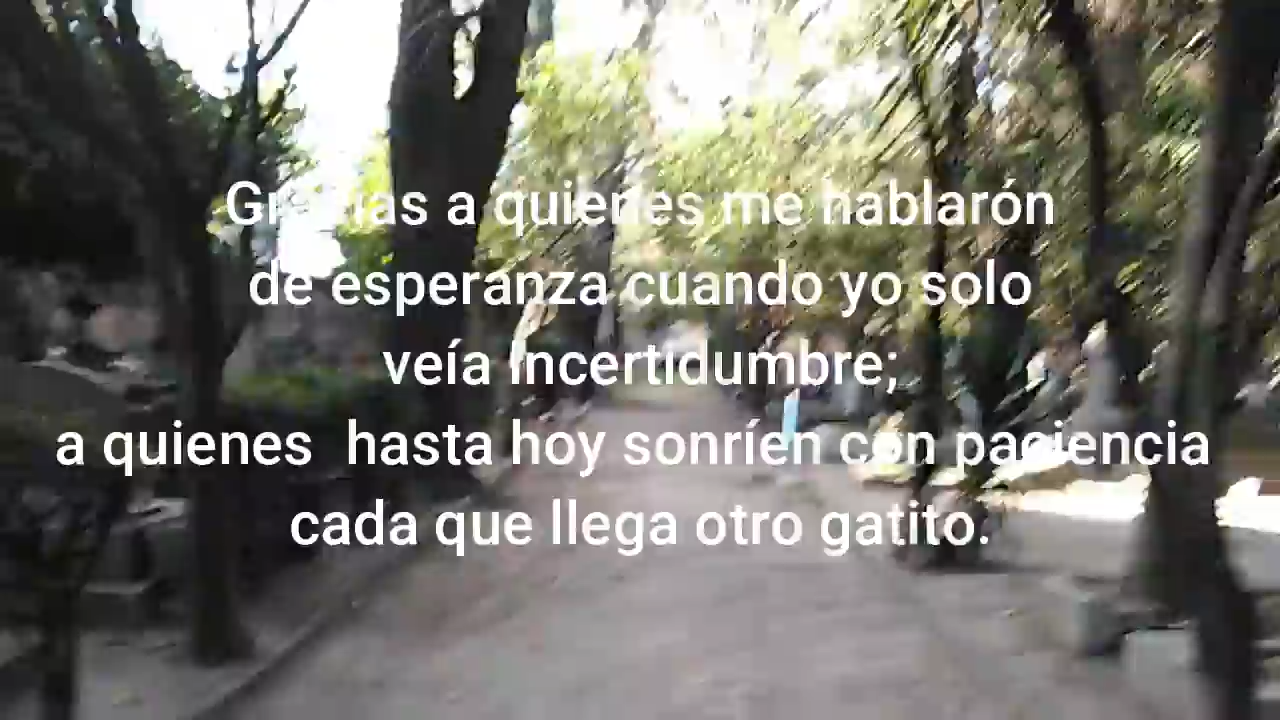 Gracias a quienes me hablarón
de esperanza cuando yo solo
veía incertidumbre;
a quienes  hasta hoy sonríen con paciencia
cada que llega otro gatito.